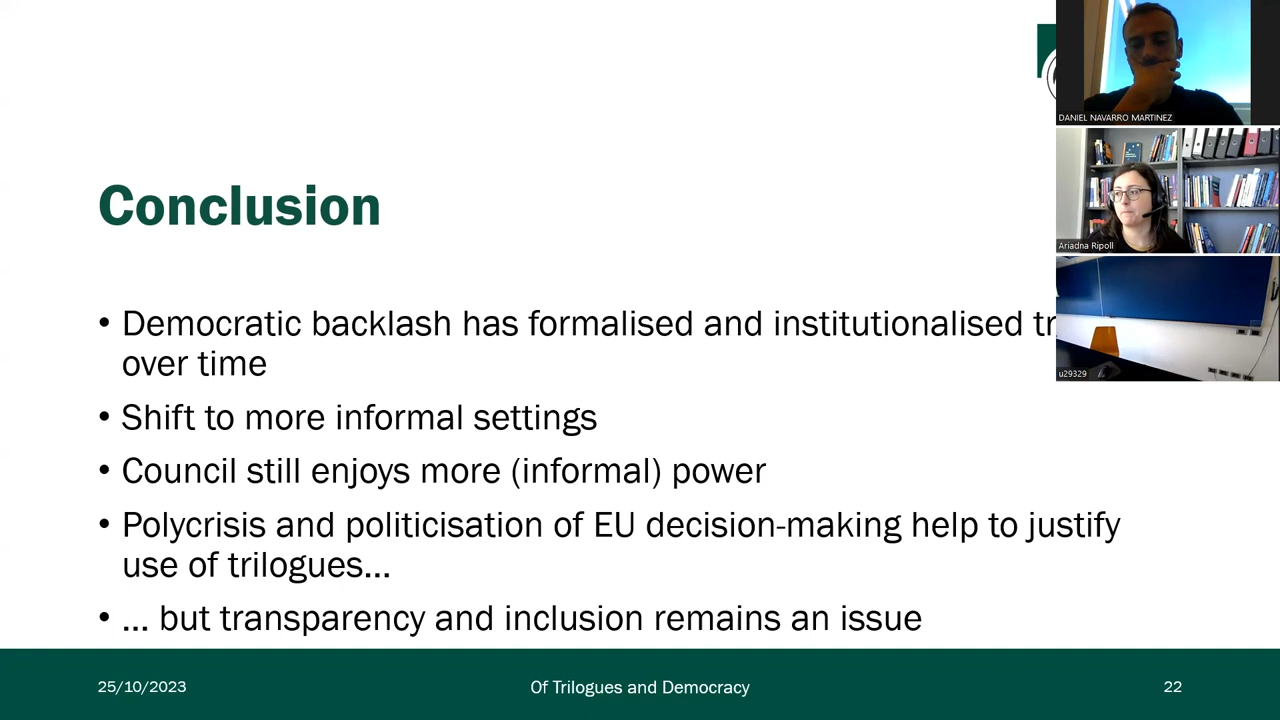 Conclusion
• Democratic backlash has formalised and institutionalised
over time
• Shift to more informal settings
• Council still enjoys more (informal) power
• Polycrisis and politicisation of EU decision-making help to justify
use of trilogues...
• ... but transparency and inclusion remains an issue
25/10/2023
Of Trilogues and Democracy
22
DANIEL NAVARRO MARTINEZ
Ariadna Ripoll
u29329